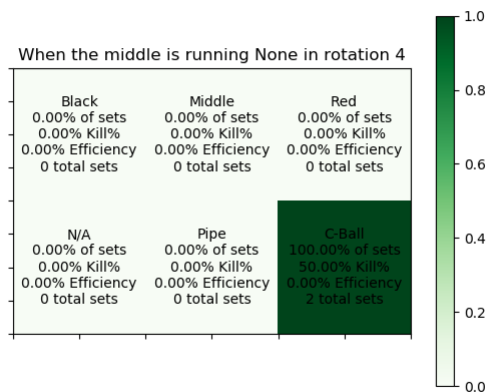 When the middle is running None in rotation 4
Black
0.00% of sets
0.00% Kill%
0.00% Efficiency
0 total sets
Middle
0.00% of sets
0.00% Kill%
0.00% Efficiency
0 total sets
Red
0.00% of sets
0.00% Kill%
0.00% Efficiency
0 total sets
N/A
0.00% of sets
0.00% Kill%
0.00% Efficiency
0 total sets
Pipe
0.00% of sets
0.00% Kill%
0.00% Efficiency
0 total sets
C-Ball
100.00% of sets
50.00% Kill%
0.00% Efficiency
2 total sets
1.0
0.8
0.6
0.4
0.2
0.0